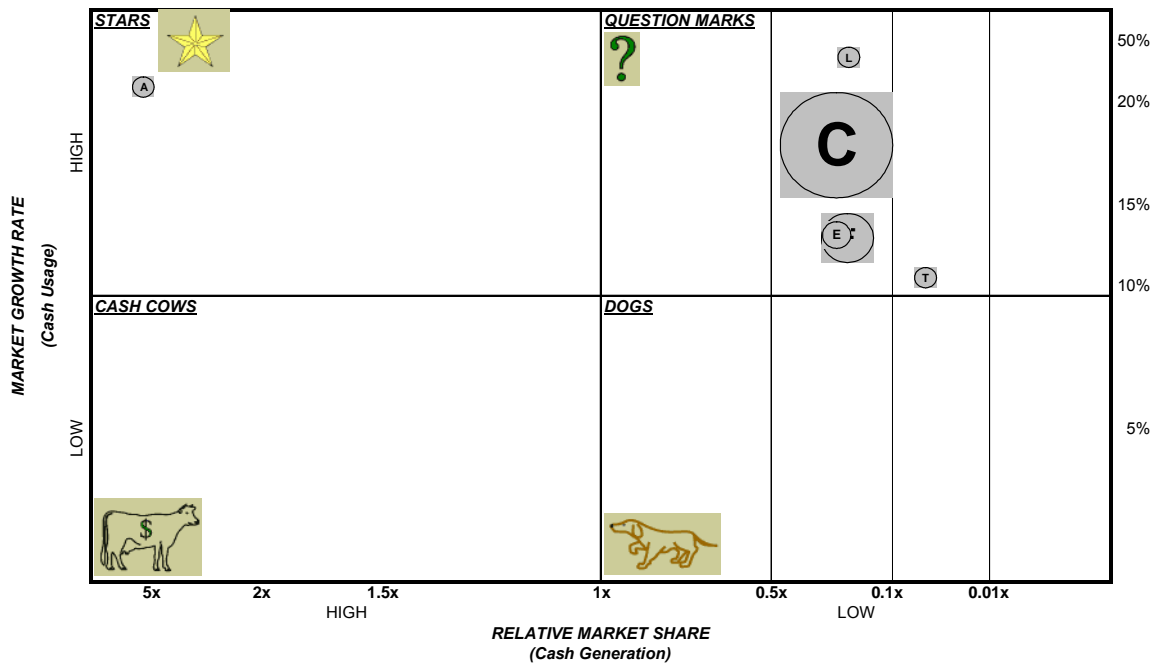 STARS
QUESTION MARKS
?
50%
L
A
20%
HIGH
C
15%
E
T
10%
MARKET GROWTH RATE
(Cash Usage)
CASH COWS
DOGS
LOW
5%
$
5x 2x 1.5x 1x 0.5x 0.1x 0.01x
HIGH LOW
RELATIVE MARKET SHARE
(Cash Generation)